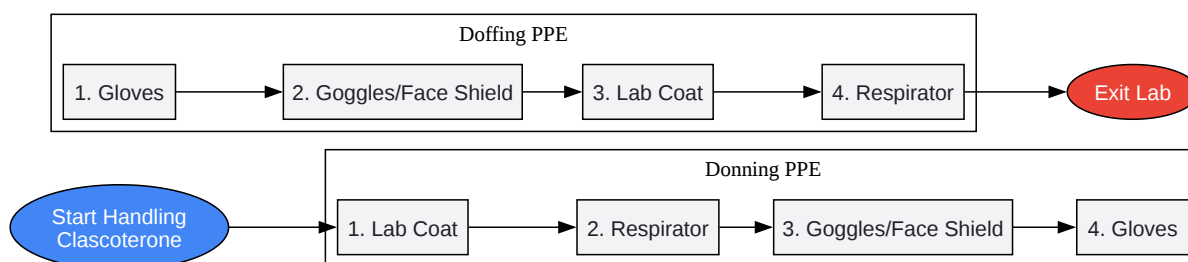 Doffing PPE
1. Gloves
2. Goggles/Face Shield
3. Lab Coat
4. Respirator
Exit Lab
Donning PPE
Start Handling
Clascoterone
1. Lab Coat
2. Respirator
3. Goggles/Face Shield
4. Gloves